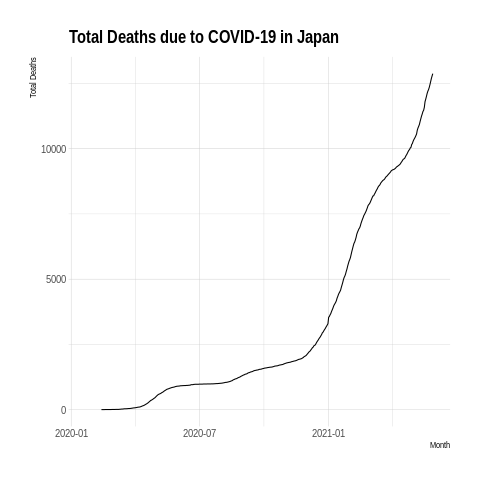 Total Deaths due to COVID-19 in Japan
Total Deaths
10000
5000
0
2020-01
2020-07
2021-01
Month